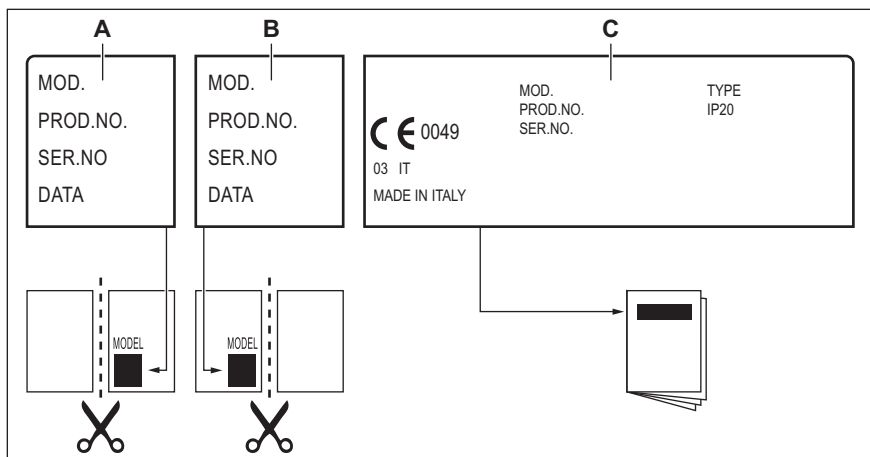 A
B
C
MOD.
PROD.NO.
SER.NO
DATA
MOD.
PROD.NO.
SER.NO
DATA
MOD.
PROD.NO.
SER.NO.
TYPE
IP20
CE 0049
03 IT
MADE IN ITALY
MODEL
MODEL